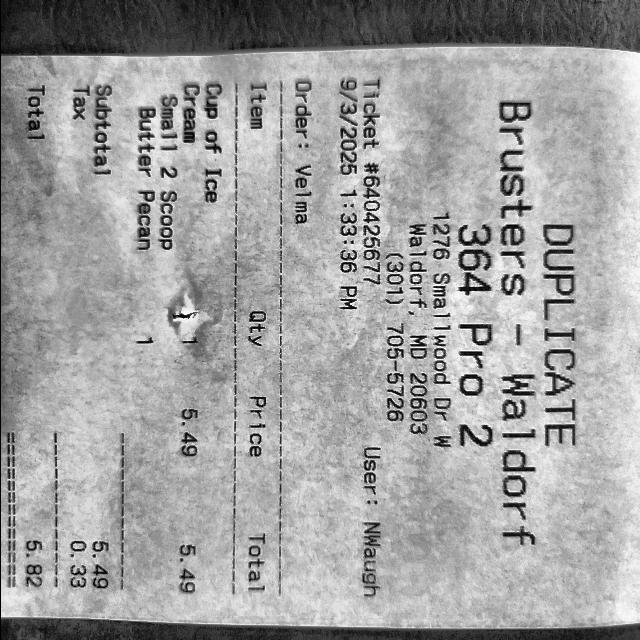 DUPLICATE
Brusters - Waldorf
364 Pro 2
1276 Smallwood Dr W
Waldorf, MD 20603
(301) 705-5726
Ticket #640425677 User: NWaugh
9/3/2025 1:33:36 PM
Order: Velma
Item Qty Price Total
Cup of Ice
Cream 1 5.49 5.49
Small 2 Scoop
Butter Pecan 1
Subtotal 5.49
Tax 0.33
Total 5.82